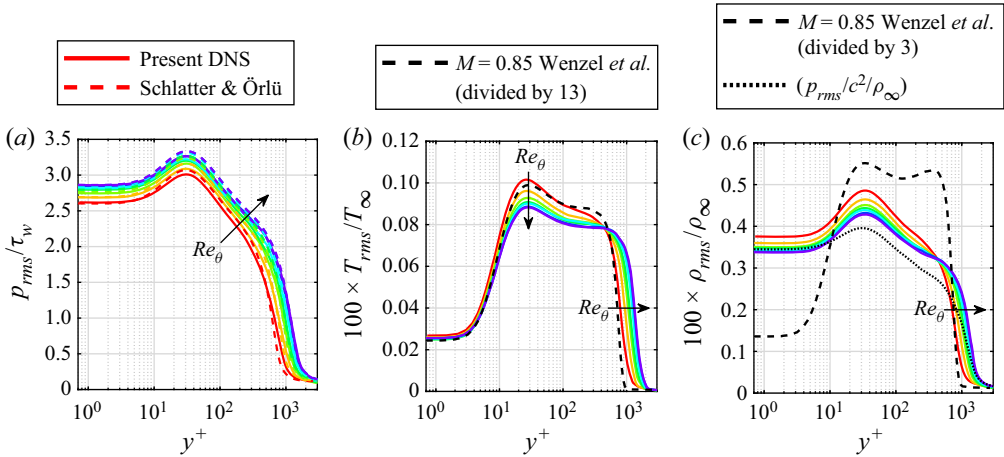 Present DNS
Schlatter & Örlü
M = 0.85 Wenzel et al.
(divided by 13)
M = 0.85 Wenzel et al.
(divided by 3)
(p_rms/c²/ρ_∞)
(a)
3.5
3.0
2.5
2.0
1.5
1.0
0.5
0
p_rms/τ_w
Re_θ
10⁰
10¹
10²
10³
y⁺
(b)
0.12
0.10
0.08
0.06
0.04
0.02
0
100 × T_rms/T_∞
Re_θ
Re_θ
10⁰
10¹
10²
10³
y⁺
(c)
0.6
0.5
0.4
0.3
0.2
0.1
0
100 × ρ_rms/ρ_∞
Re_θ
10⁰
10¹
10²
10³
y⁺